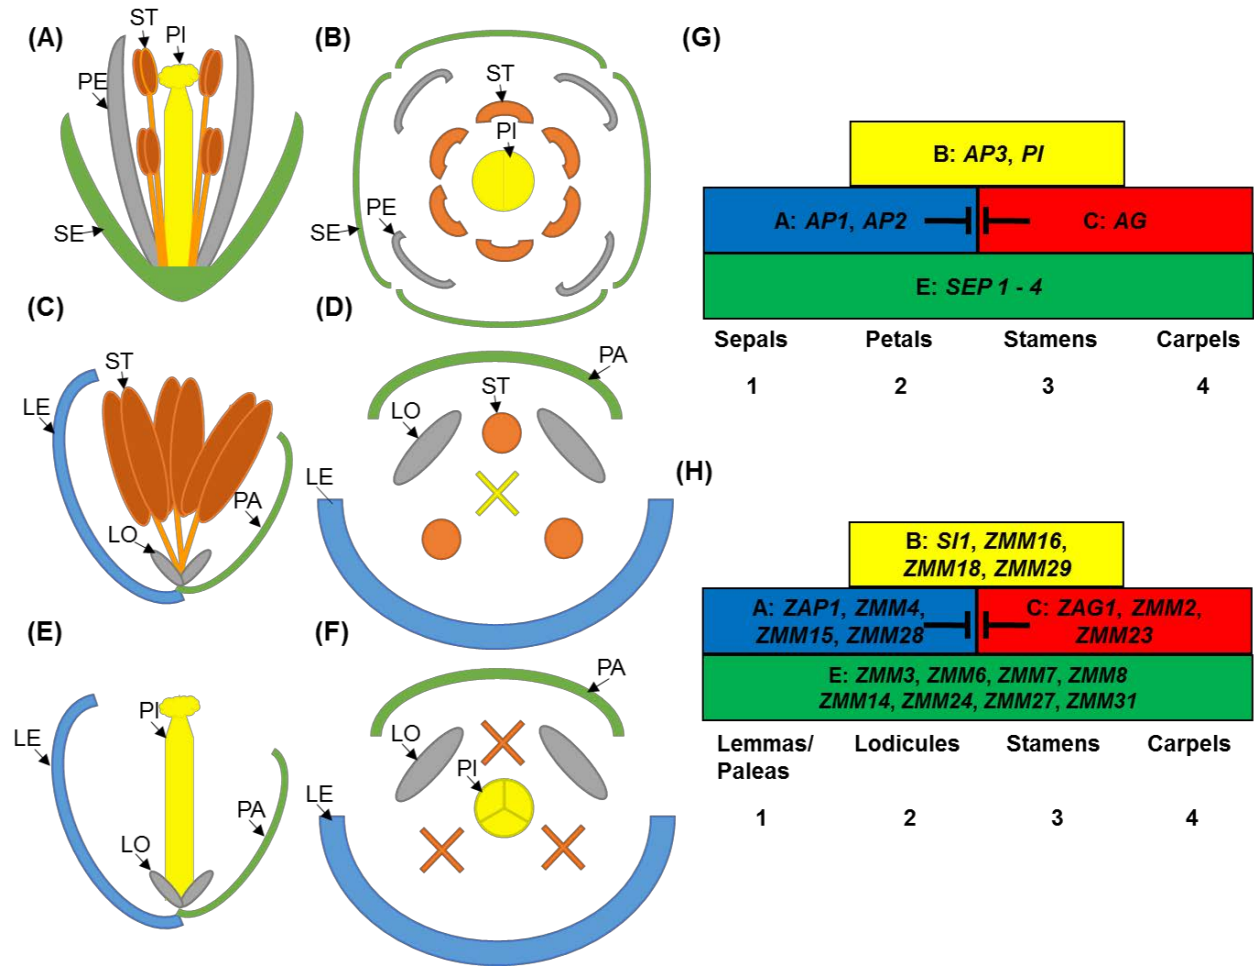 (A)
ST
PI
PE
SE
(B)
ST
PI
PE
SE
(C)
ST
LE
PA
LO
(D)
PA
ST
LO
LE
(E)
PI
LE
PA
LO
(F)
PA
LO
PI
LE
(G)
B: AP3, PI
A: AP1, AP2
C: AG
E: SEP 1 - 4
Sepals Petals Stamens Carpels
1 2 3 4
(H)
B: SI1, ZMM16,
ZMM18, ZMM29
A: ZAP1, ZMM4,
ZMM15, ZMM28
C: ZAG1, ZMM2,
ZMM23
E: ZMM3, ZMM6, ZMM7, ZMM8
ZMM14, ZMM24, ZMM27, ZMM31
Lemmas/ Lodicules Stamens Carpels
Paleas
1 2 3 4